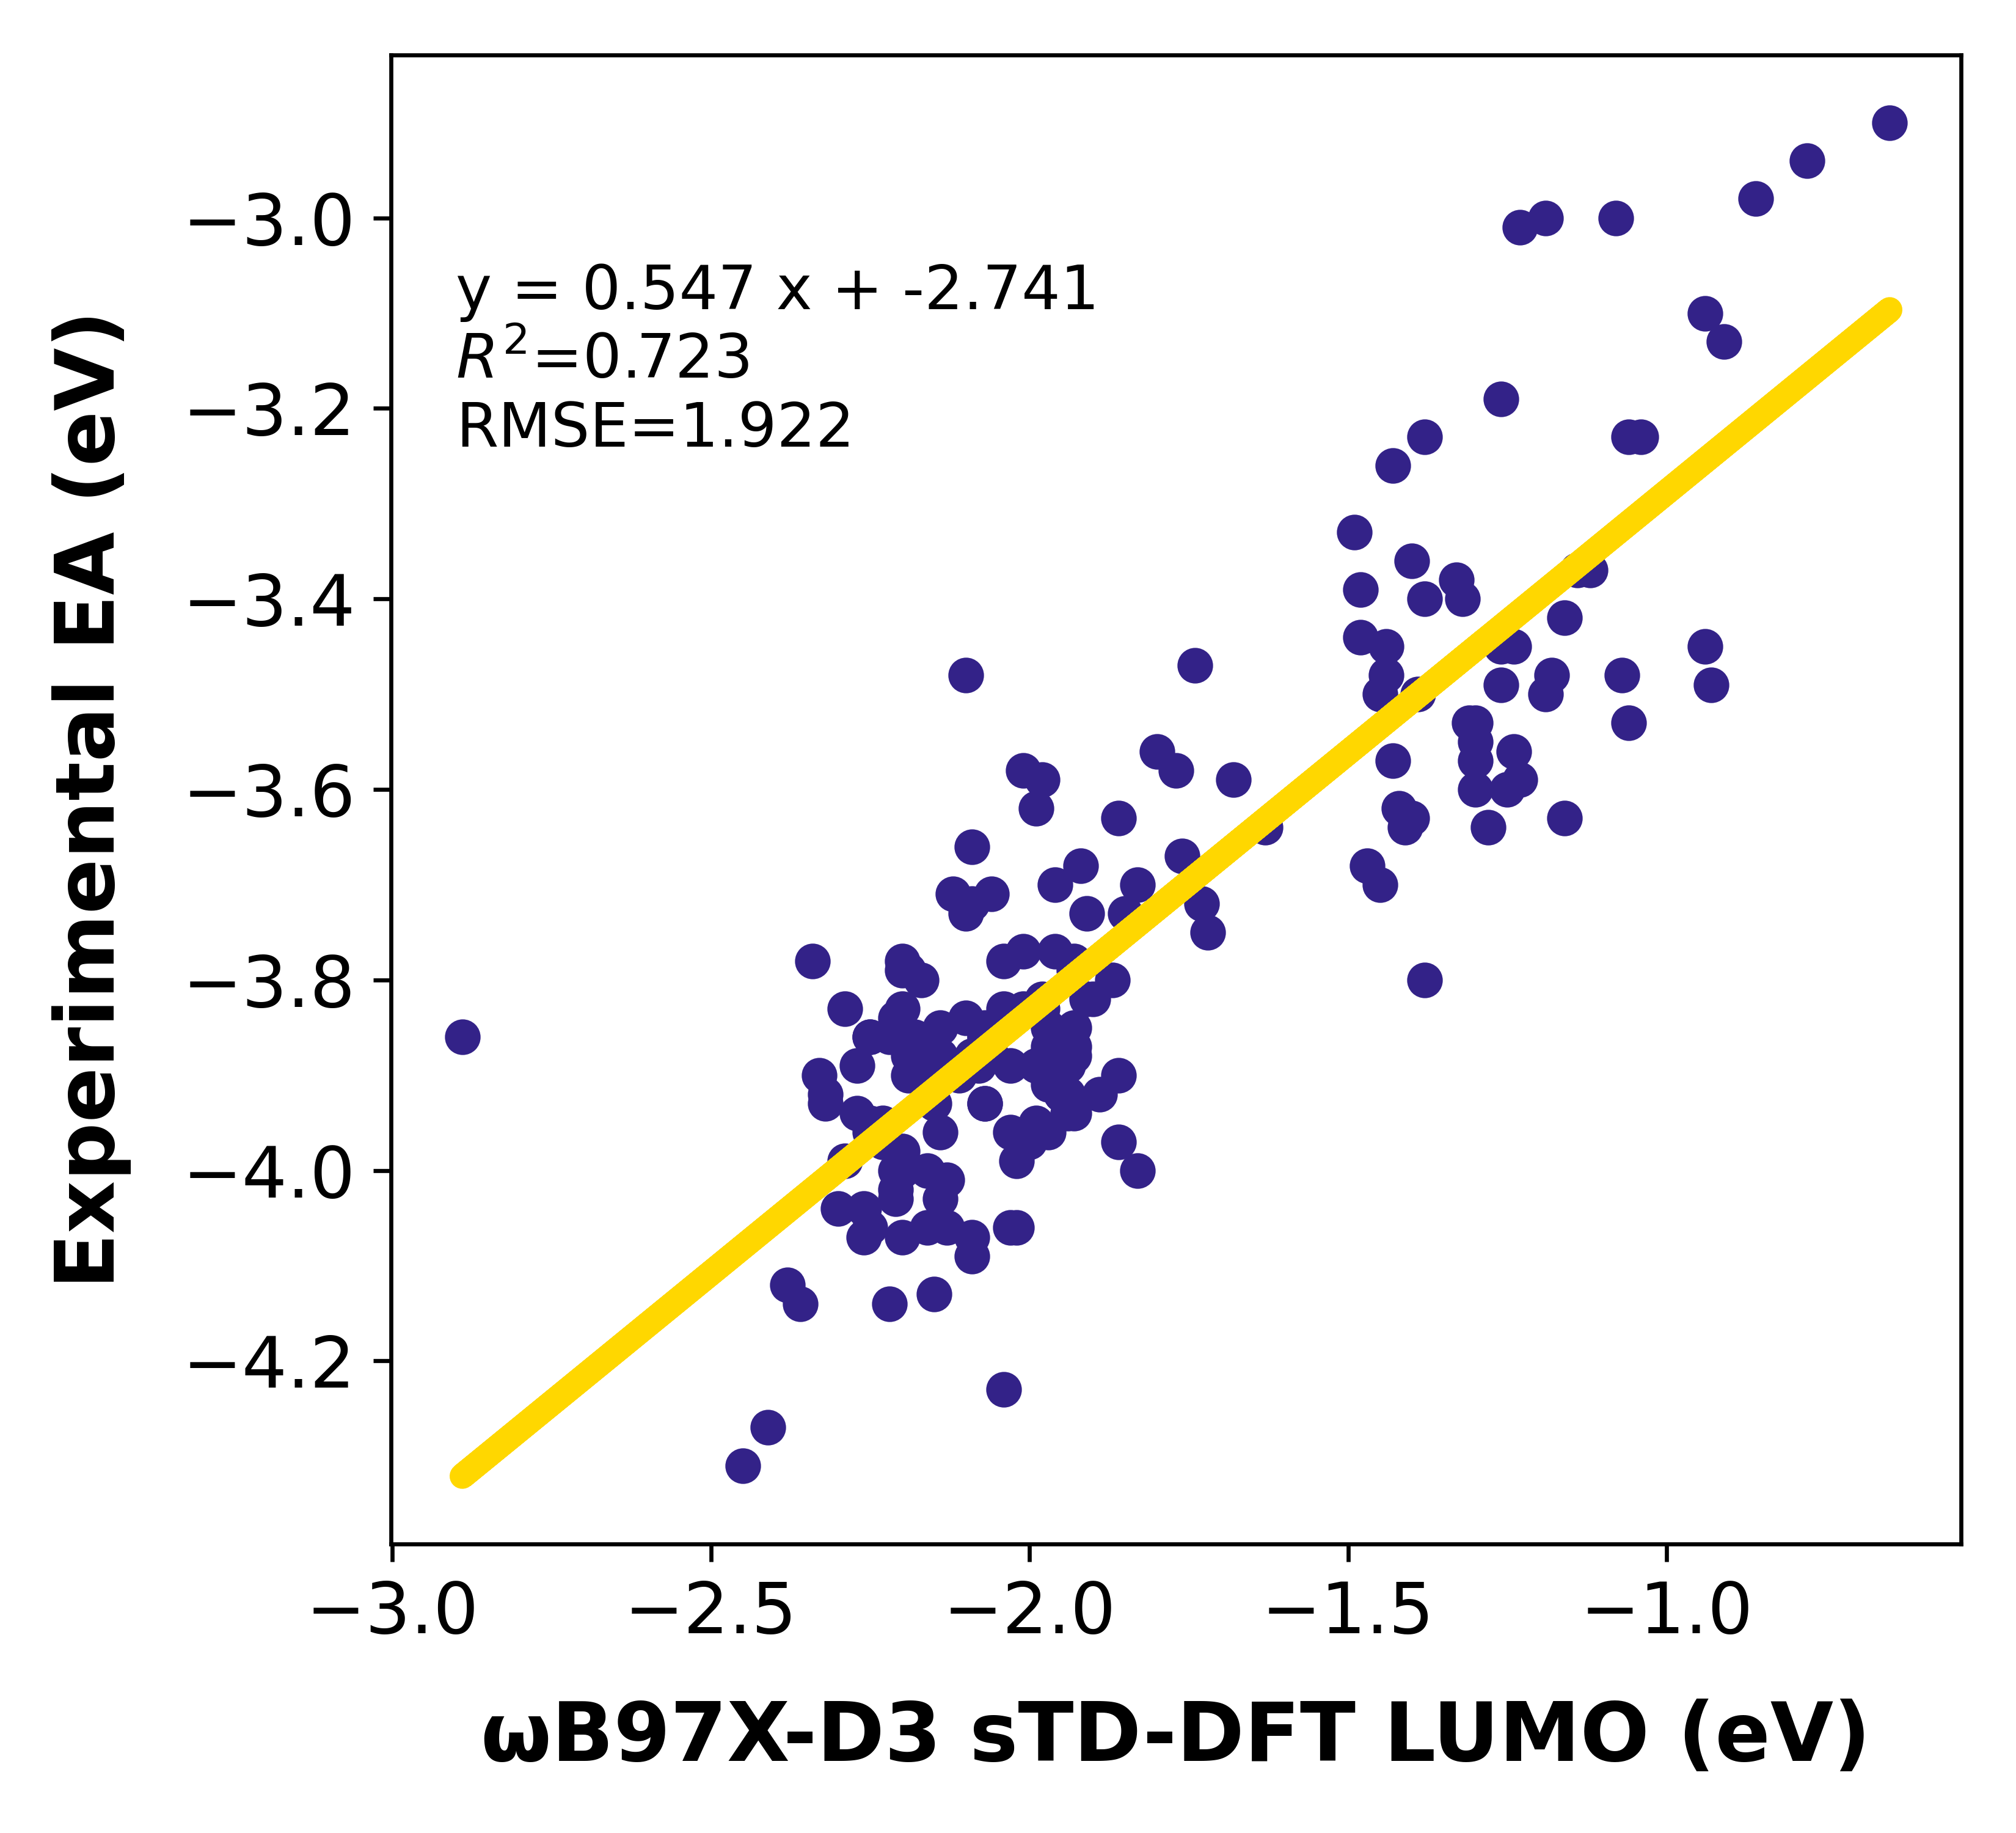 y = 0.547 x + -2.741
R²=0.723
RMSE=1.922
Experimental EA (eV)
−3.0
−3.2
−3.4
−3.6
−3.8
−4.0
−4.2
−3.0 −2.5 −2.0 −1.5 −1.0
ωB97X-D3 sTD-DFT LUMO (eV)